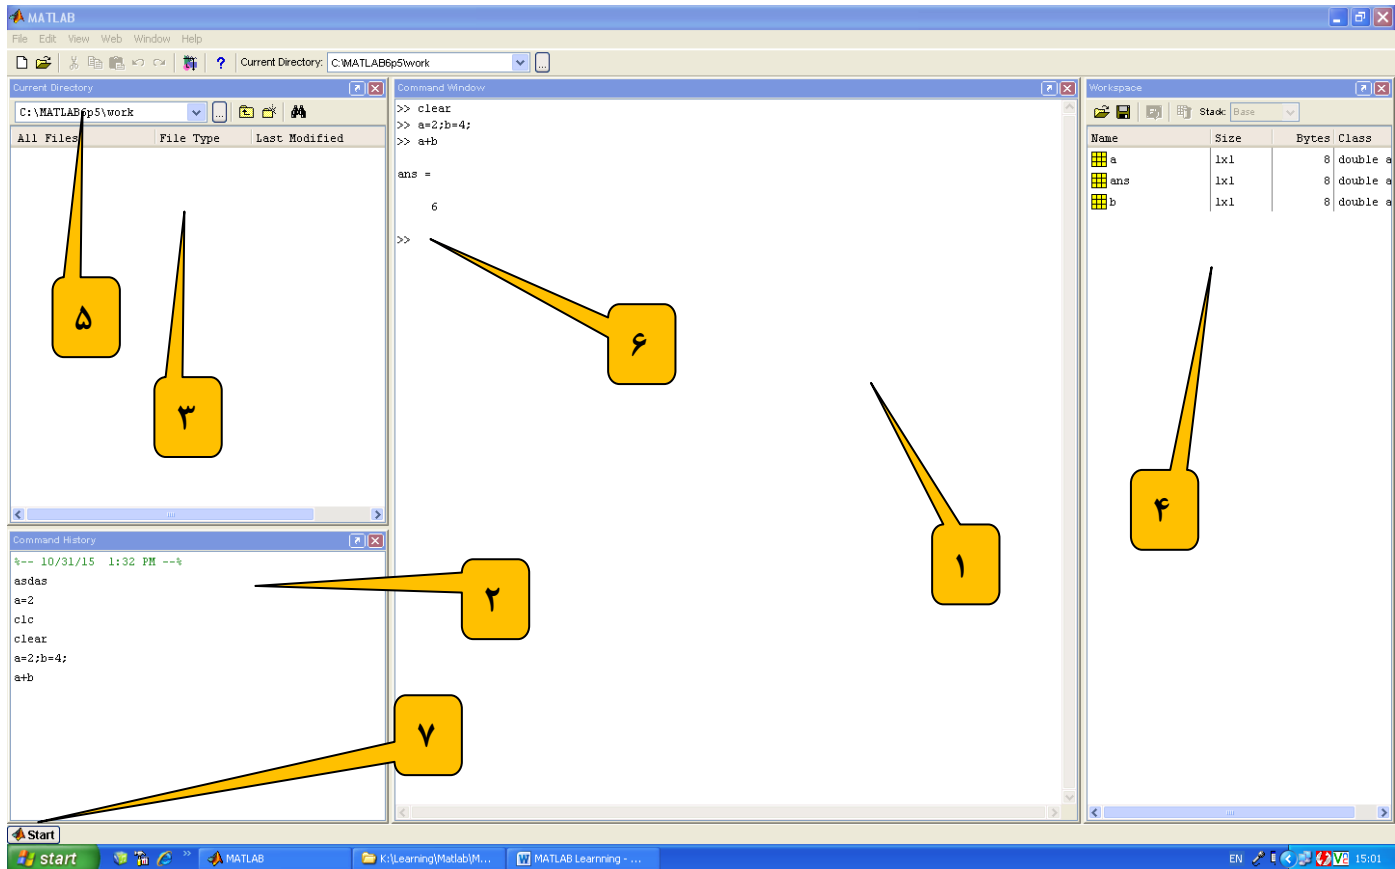 MATLAB
File Edit View Web Window Help
Current Directory: C:\MATLAB6p5\work ...
Current Directory
C:\MATLAB6p5\work ...
All Files File Type Last Modified
۵
۳
Command History
%-- 10/31/15 1:32 PM --%
asdas
a=2
clc
clear
a=2;b=4;
a+b
۲
۷
Command Window
>> clear
>> a=2;b=4;
>> a+b
ans =
6
>>
۶
۱
Workspace
Stack: Base
Name Size Bytes Class
a 1x1 8 double a
ans 1x1 8 double a
b 1x1 8 double a
۴
Start
start » MATLAB K:\Learning\Matlab\M... MATLAB Learnning - ... EN 15:01